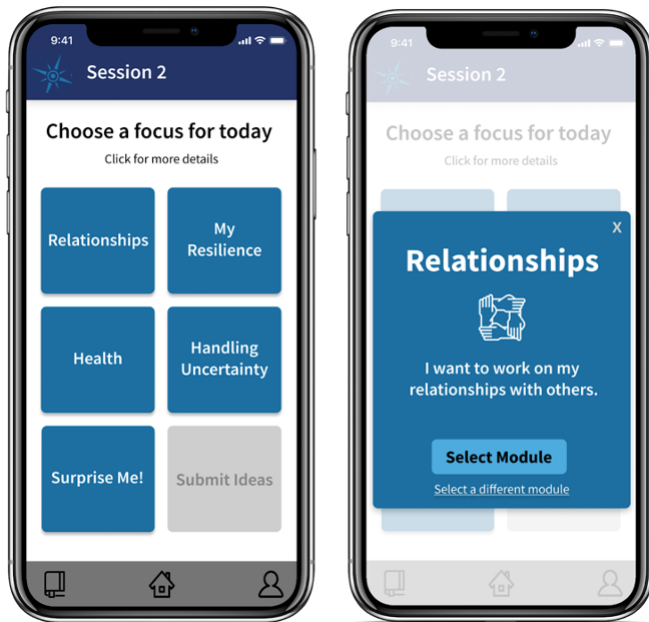 9:41
Session 2
Choose a focus for today
Click for more details
Relationships
My
Resilience
Health
Handling
Uncertainty
Surprise Me!
Submit Ideas
9:41
Session 2
Choose a focus for today
Click for more details
X
Relationships
I want to work on my
relationships with others.
Select Module
Select a different module